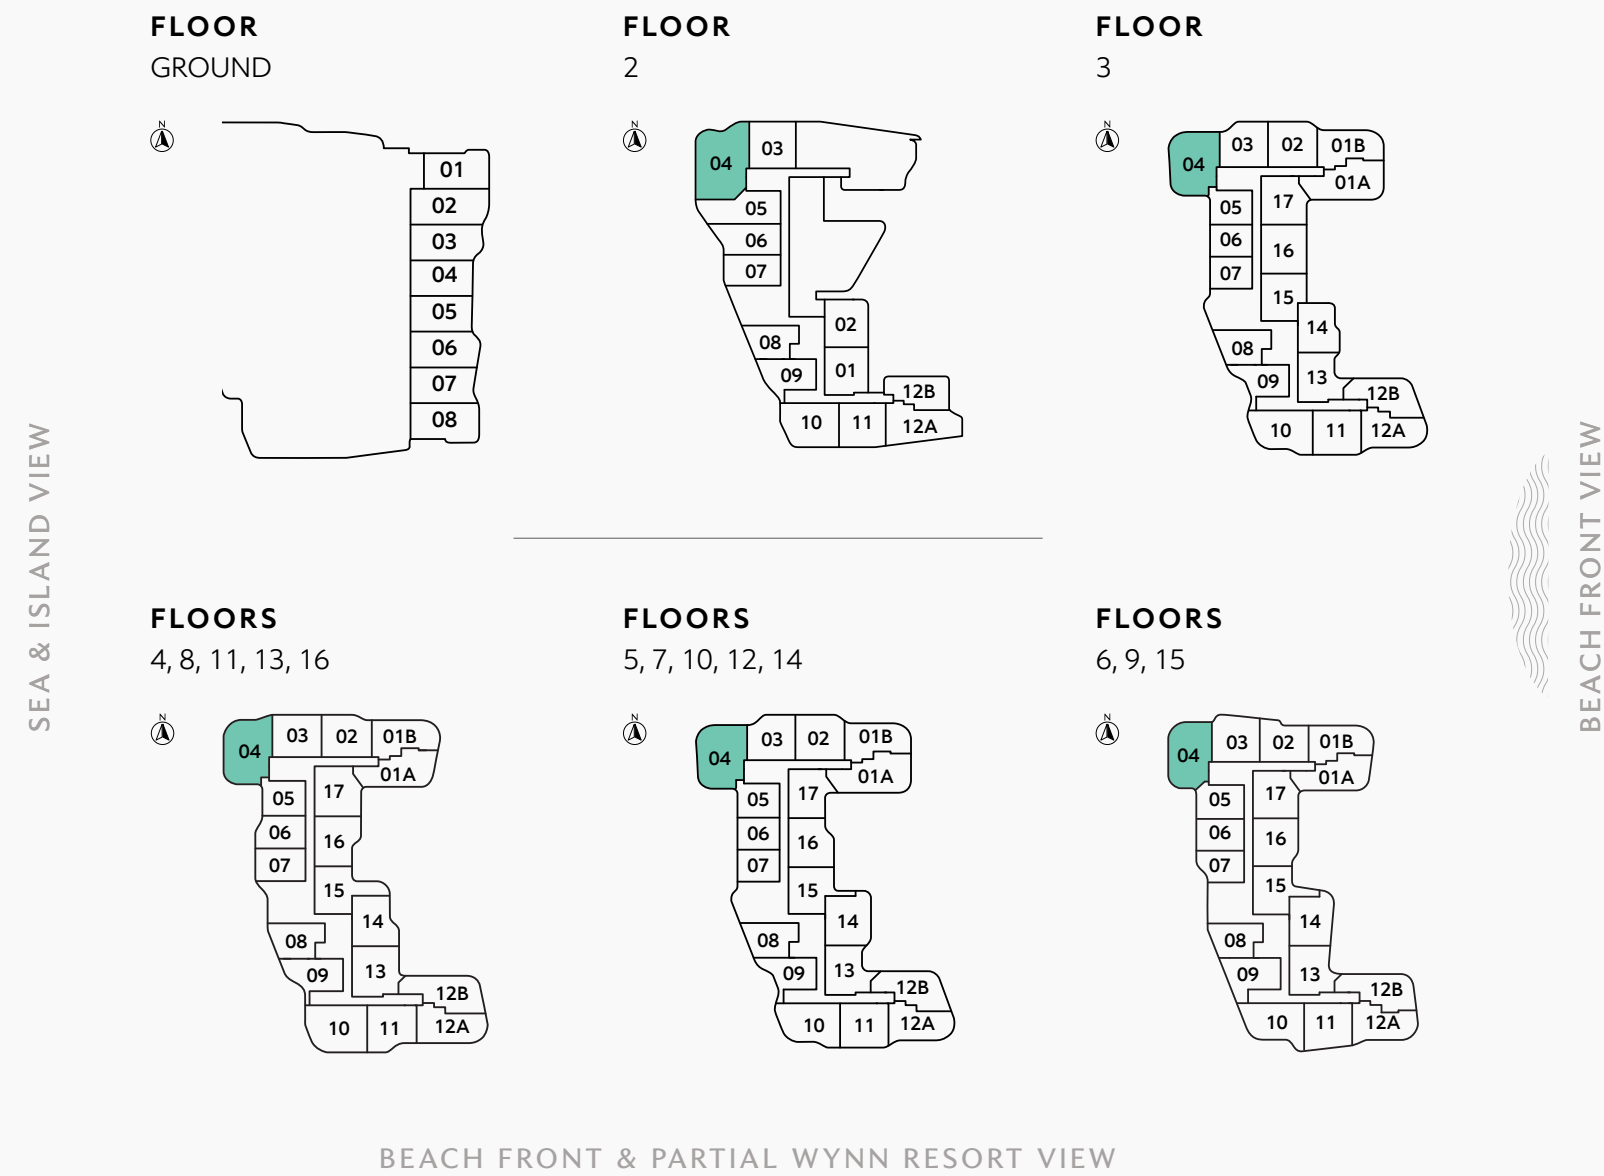 FLOOR
GROUND
N
01
02
03
04
05
06
07
08
FLOOR
2
N
04
03
05
06
07
02
08
01
09
12B
10
11
12A
FLOOR
3
N
04
03
02
01B
01A
05
17
06
16
07
15
14
08
13
09
12B
10
11
12A
SEA & ISLAND VIEW
BEACH FRONT VIEW
FLOORS
4, 8, 11, 13, 16
N
04
03
02
01B
01A
05
17
06
16
07
15
14
08
13
09
12B
10
11
12A
FLOORS
5, 7, 10, 12, 14
N
04
03
02
01B
01A
05
17
06
16
07
15
14
08
13
09
12B
10
11
12A
FLOORS
6, 9, 15
N
04
03
02
01B
01A
05
17
06
16
07
15
14
08
13
09
12B
10
11
12A
BEACH FRONT & PARTIAL WYNN RESORT VIEW